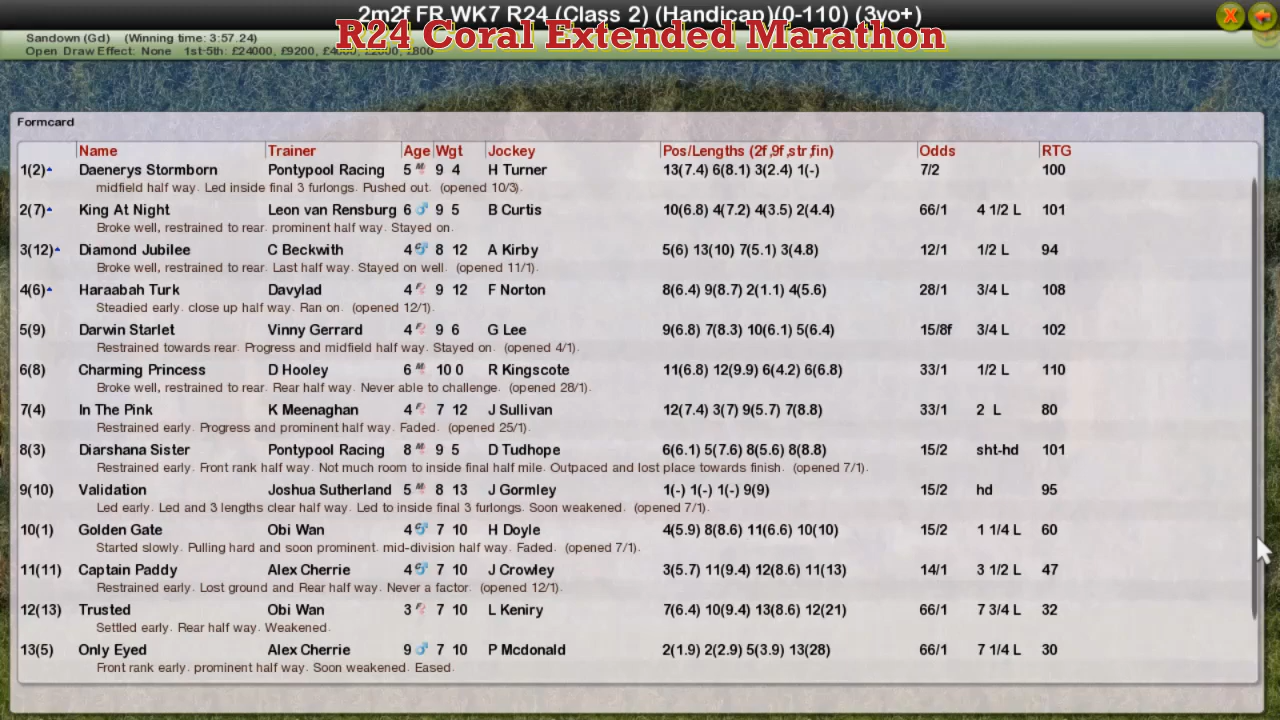 2m2f FR WK7 R24 (Class 2) (Handicap)(0-110) (3yo+)
R24 Coral Extended Marathon
Sandown (Gd) (Winning time: 3:57.24)
Open Draw Effect: None 1st-5th: £24000, £9200, £4600, £2000, £800
Formcard
Name Trainer Age Wgt Jockey Pos/Lengths (2f,9f,str,fin) Odds RTG
1(2) Daenerys Stormborn Pontypool Racing 5 9 4 H Turner 13(7.4) 6(8.1) 3(2.4) 1(-) 7/2 100
midfield half way. Led inside final 3 furlongs. Pushed out. (opened 10/3).
2(7) King At Night Leon van Rensburg 6 9 5 B Curtis 10(6.8) 4(7.2) 4(3.5) 2(4.4) 66/1 4 1/2 L 101
Broke well, restrained to rear. prominent half way. Stayed on.
3(12) Diamond Jubilee C Beckwith 4 8 12 A Kirby 5(6) 13(10) 7(5.1) 3(4.8) 12/1 1/2 L 94
Broke well, restrained to rear. Last half way. Stayed on well. (opened 11/1).
4(6) Haraabah Turk Davylad 4 9 12 F Norton 8(6.4) 9(8.7) 2(1.1) 4(5.6) 28/1 3/4 L 108
Steadied early. close up half way. Ran on. (opened 12/1).
5(9) Darwin Starlet Vinny Gerrard 4 9 6 G Lee 9(6.8) 7(8.3) 10(6.1) 5(6.4) 15/8f 3/4 L 102
Restrained towards rear. Progress and midfield half way. Stayed on. (opened 4/1).
6(8) Charming Princess D Hooley 6 10 0 R Kingscote 11(6.8) 12(9.9) 6(4.2) 6(6.8) 33/1 1/2 L 110
Broke well, restrained to rear. Rear half way. Never able to challenge. (opened 28/1).
7(4) In The Pink K Meenaghan 4 7 12 J Sullivan 12(7.4) 3(7) 9(5.7) 7(8.8) 33/1 2 L 80
Restrained early. Progress and prominent half way. Faded. (opened 25/1).
8(3) Diarshana Sister Pontypool Racing 8 9 5 D Tudhope 6(6.1) 5(7.6) 8(5.6) 8(8.8) 15/2 sht-hd 101
Restrained early. Front rank half way. Not much room to inside final half mile. Outpaced and lost place towards finish. (opened 7/1).
9(10) Validation Joshua Sutherland 5 8 13 J Gormley 1(-) 1(-) 1(-) 9(9) 15/2 hd 95
Led early. Led and 3 lengths clear half way. Led to inside final 3 furlongs. Soon weakened. (opened 7/1).
10(1) Golden Gate Obi Wan 4 7 10 H Doyle 4(5.9) 8(8.6) 11(6.6) 10(10) 15/2 1 1/4 L 60
Started slowly. Pulling hard and soon prominent. mid-division half way. Faded. (opened 7/1).
11(11) Captain Paddy Alex Cherrie 4 7 10 J Crowley 3(5.7) 11(9.4) 12(8.6) 11(13) 14/1 3 1/2 L 47
Restrained early. Lost ground and Rear half way. Never a factor. (opened 12/1).
12(13) Trusted Obi Wan 3 7 10 L Keniry 7(6.4) 10(9.4) 13(8.6) 12(21) 66/1 7 3/4 L 32
Settled early. Rear half way. Weakened.
13(5) Only Eyed Alex Cherrie 9 7 10 P Mcdonald 2(1.9) 2(2.9) 5(3.9) 13(28) 66/1 7 1/4 L 30
Front rank early. prominent half way. Soon weakened. Eased.